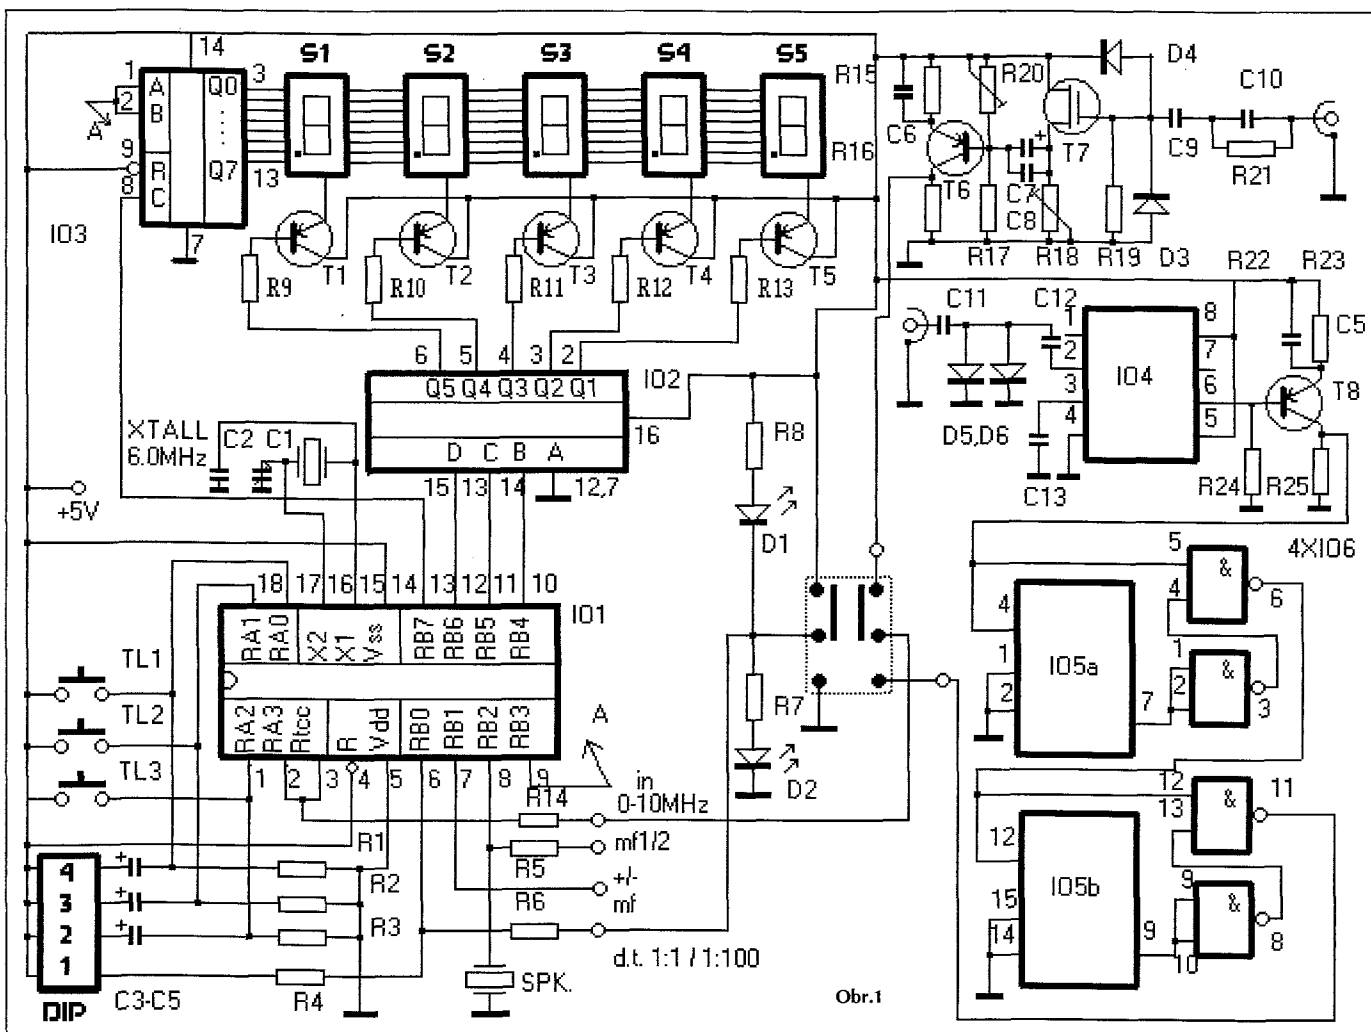 S1 S2 S3 S4 S5
14
1 A Q0 3
2 B
A
9 R
8 C Q7 13
7
IO3
T1 T2 T3 T4 T5
R9 R10 R11 R12 R13
R15 R20 D4 C10
C6 C9
R16 T6 C7 T7 R21
C8
R17 R18 R19 D3 R22 R23
6 5 4 3 2
Q5 Q4 Q3 Q2 Q1 IO2
16
D C B A
15 13 14 12,7
XTALL C2 C1
6.0MHz
+5V
R8
D1
C11 C12 1 8 C5
2 7
3 IO4 6 T8
4 5
D5,D6
C13 R24 R25
18 17 16 15 14 13 12 11 10
IO1
RA1 RA0 X2 X1 Vss RB7 RB6 RB5 RB4
RA2 RA3 Rtcc R Vdd RB0 RB1 RB2 RB3
1 2 3 4 5 6 7 8 9
TL1
TL2
TL3
A
R7
D2
in
0-10MHz
R14
mf1/2
R5
+/-
mf
R6
d.t. 1:1 / 1:100
R1
R2
R3
R4
+
+
+
4
3
2
1
DIP
C3-C5
SPK.
Obr.1
4XIO6
5 & 6
4
4
1 IO5a 1 &
2 7 2 3
12 & 11
13
12
15 IO5b 9 &
14 9 10 8
+